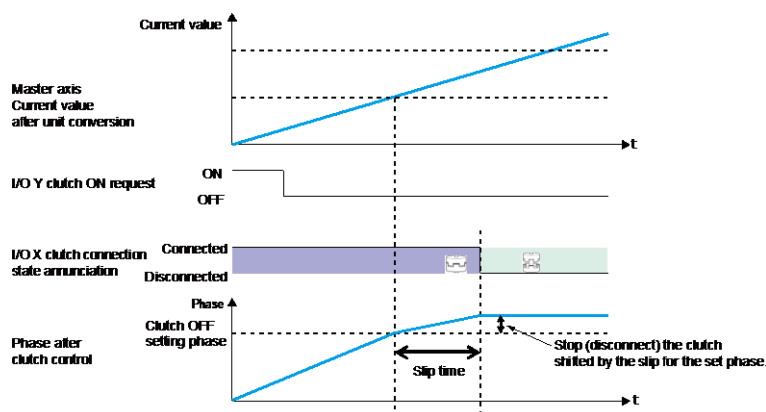 Current value
Master axis
Current value
after unit conversion
t
I/O Y clutch ON request
ON
OFF
I/O X clutch connection
state annunciation
Connected
Disconnected
Phase
Clutch OFF
setting phase
Phase after
clutch control
Slip time
Stop (disconnect) the clutch
shifted by the slip for the set phase.
t